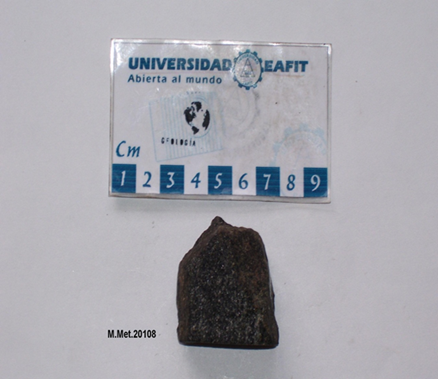 UNIVERSIDAD EAFIT
Abierta al mundo
GEOLOGÍA
Cm
1 2 3 4 5 6 7 8 9
M.Met.20108